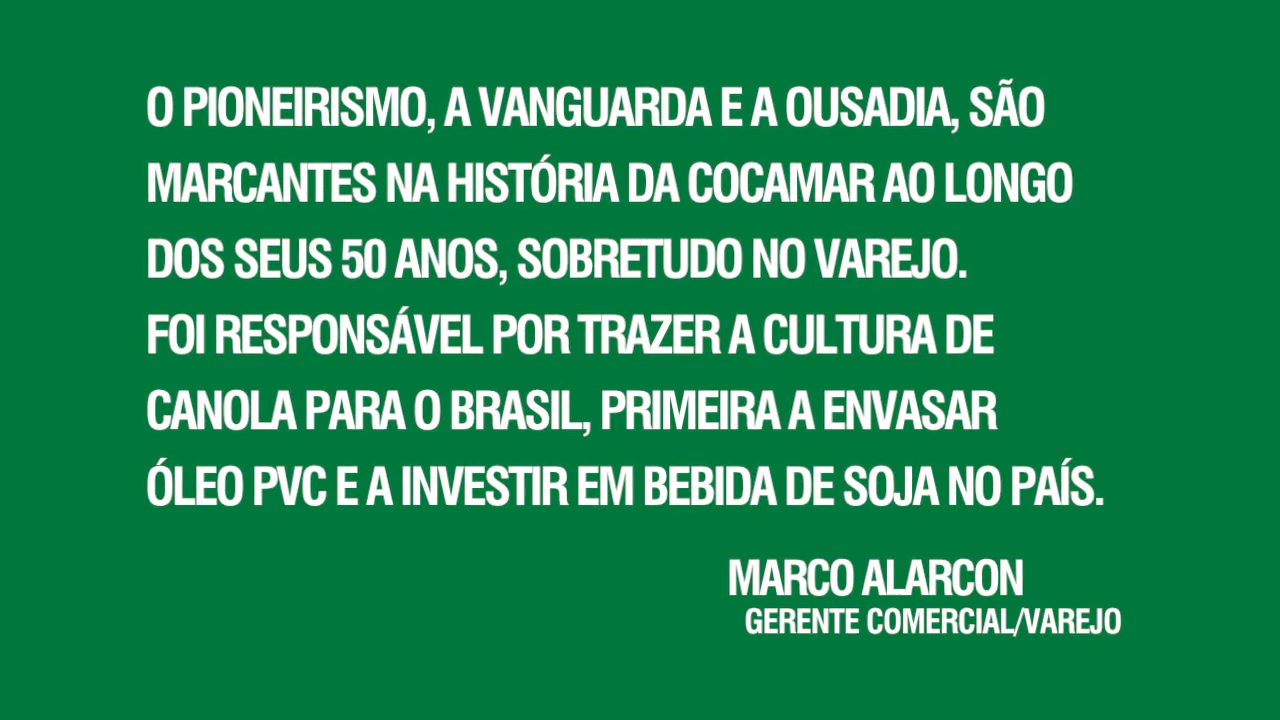 O PIONEIRISMO, A VANGUARDA E A OUSADIA, SÃO
MARCANTES NA HISTÓRIA DA COCAMAR AO LONGO
DOS SEUS 50 ANOS, SOBRETUDO NO VAREJO.
FOI RESPONSÁVEL POR TRAZER A CULTURA DE
CANOLA PARA O BRASIL, PRIMEIRA A ENVASAR
ÓLEO PVC E A INVESTIR EM BEBIDA DE SOJA NO PAÍS.
MARCO ALARCON
GERENTE COMERCIAL/VAREJO